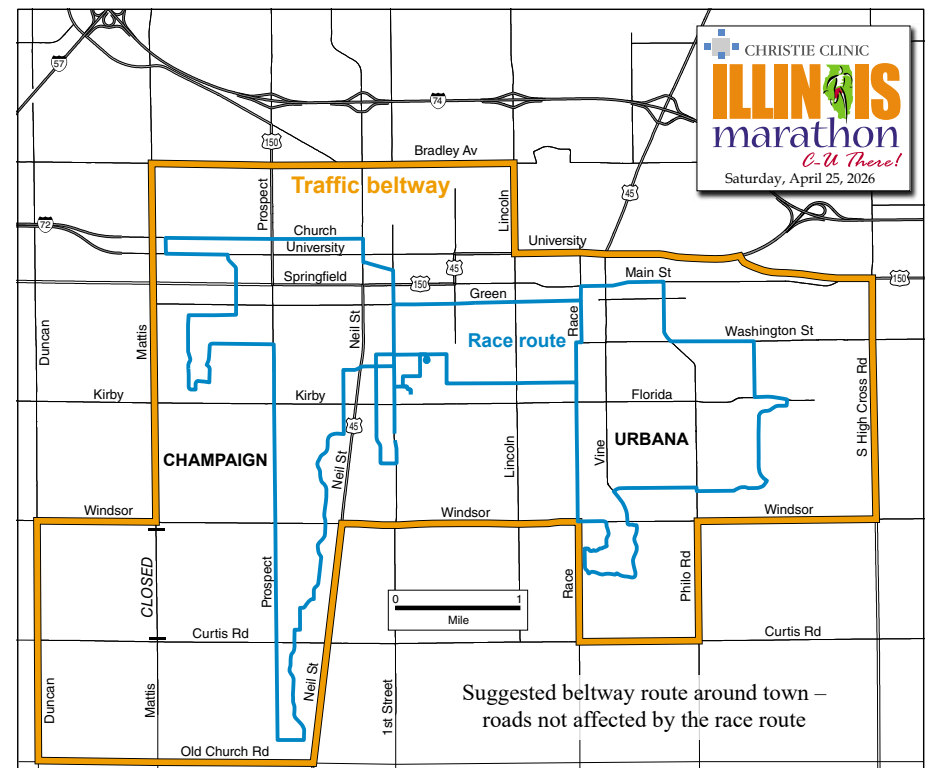 57
74
CHRISTIE CLINIC
ILLINOIS
marathon
C-U There!
Saturday, April 25, 2026
150
Bradley Av
45
Traffic beltway
Prospect
Lincoln
72
Church
University
University
45
Springfield
150
Main St
150
Green
Duncan
Mattis
Neil St
Race
Race route
Washington St
Kirby
Kirby
Florida
S High Cross Rd
45
CHAMPAIGN
Neil St
Lincoln
Vine
URBANA
Windsor
Windsor
Windsor
CLOSED
Prospect
0 1
Mile
Race
Philo Rd
Curtis Rd
Curtis Rd
Duncan
Mattis
Neil St
1st Street
Suggested beltway route around town –
roads not affected by the race route
Old Church Rd